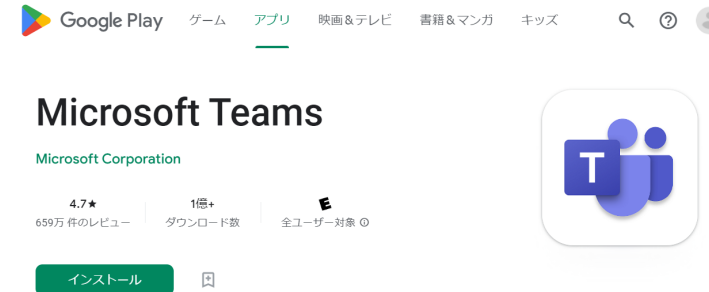 Google Play ゲーム アプリ 映画&テレビ 書籍&マンガ キッズ
Microsoft Teams
Microsoft Corporation
4.7★ 1億+ E
659万 件のレビュー ダウンロード数 全ユーザー対象
インストール
T